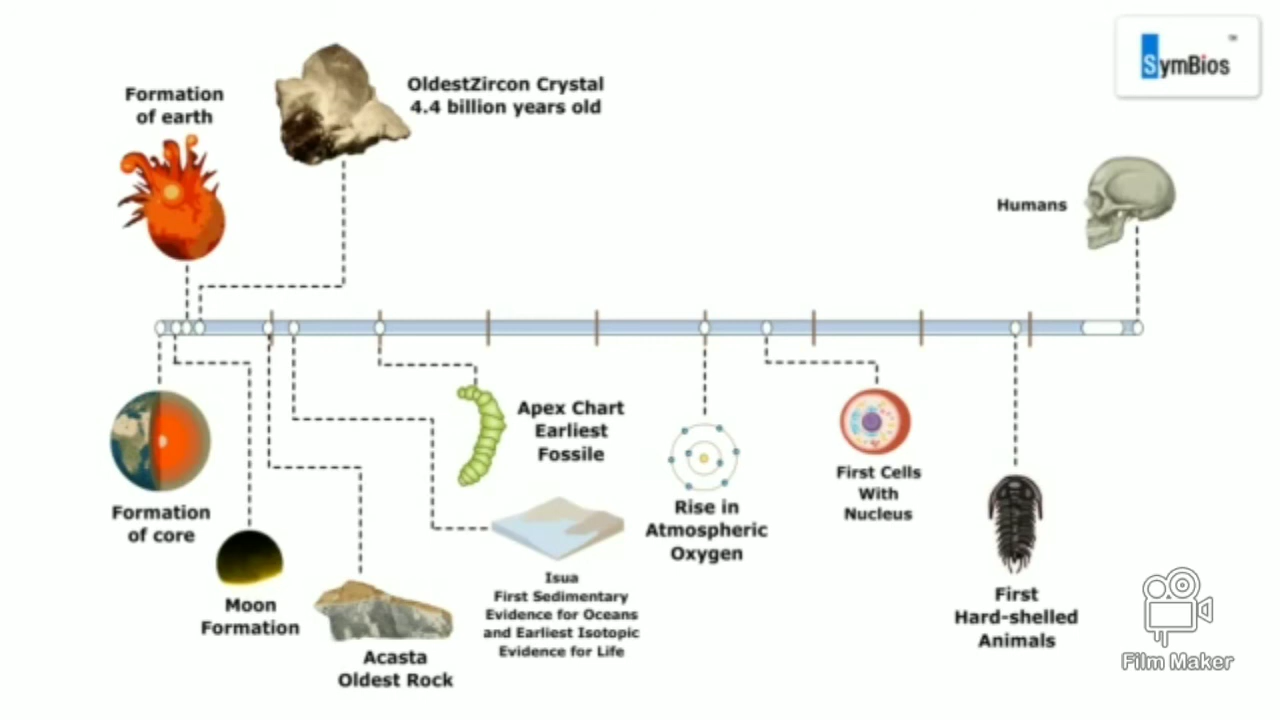 SymBios™
Formation
of earth
OldestZircon Crystal
4.4 billion years old
Humans
Formation
of core
Moon
Formation
Acasta
Oldest Rock
Apex Chart
Earliest
Fossile
Isua
First Sedimentary
Evidence for Oceans
and Earliest Isotopic
Evidence for Life
Rise in
Atmospheric
Oxygen
First Cells
With
Nucleus
First
Hard-shelled
Animals
Film Maker